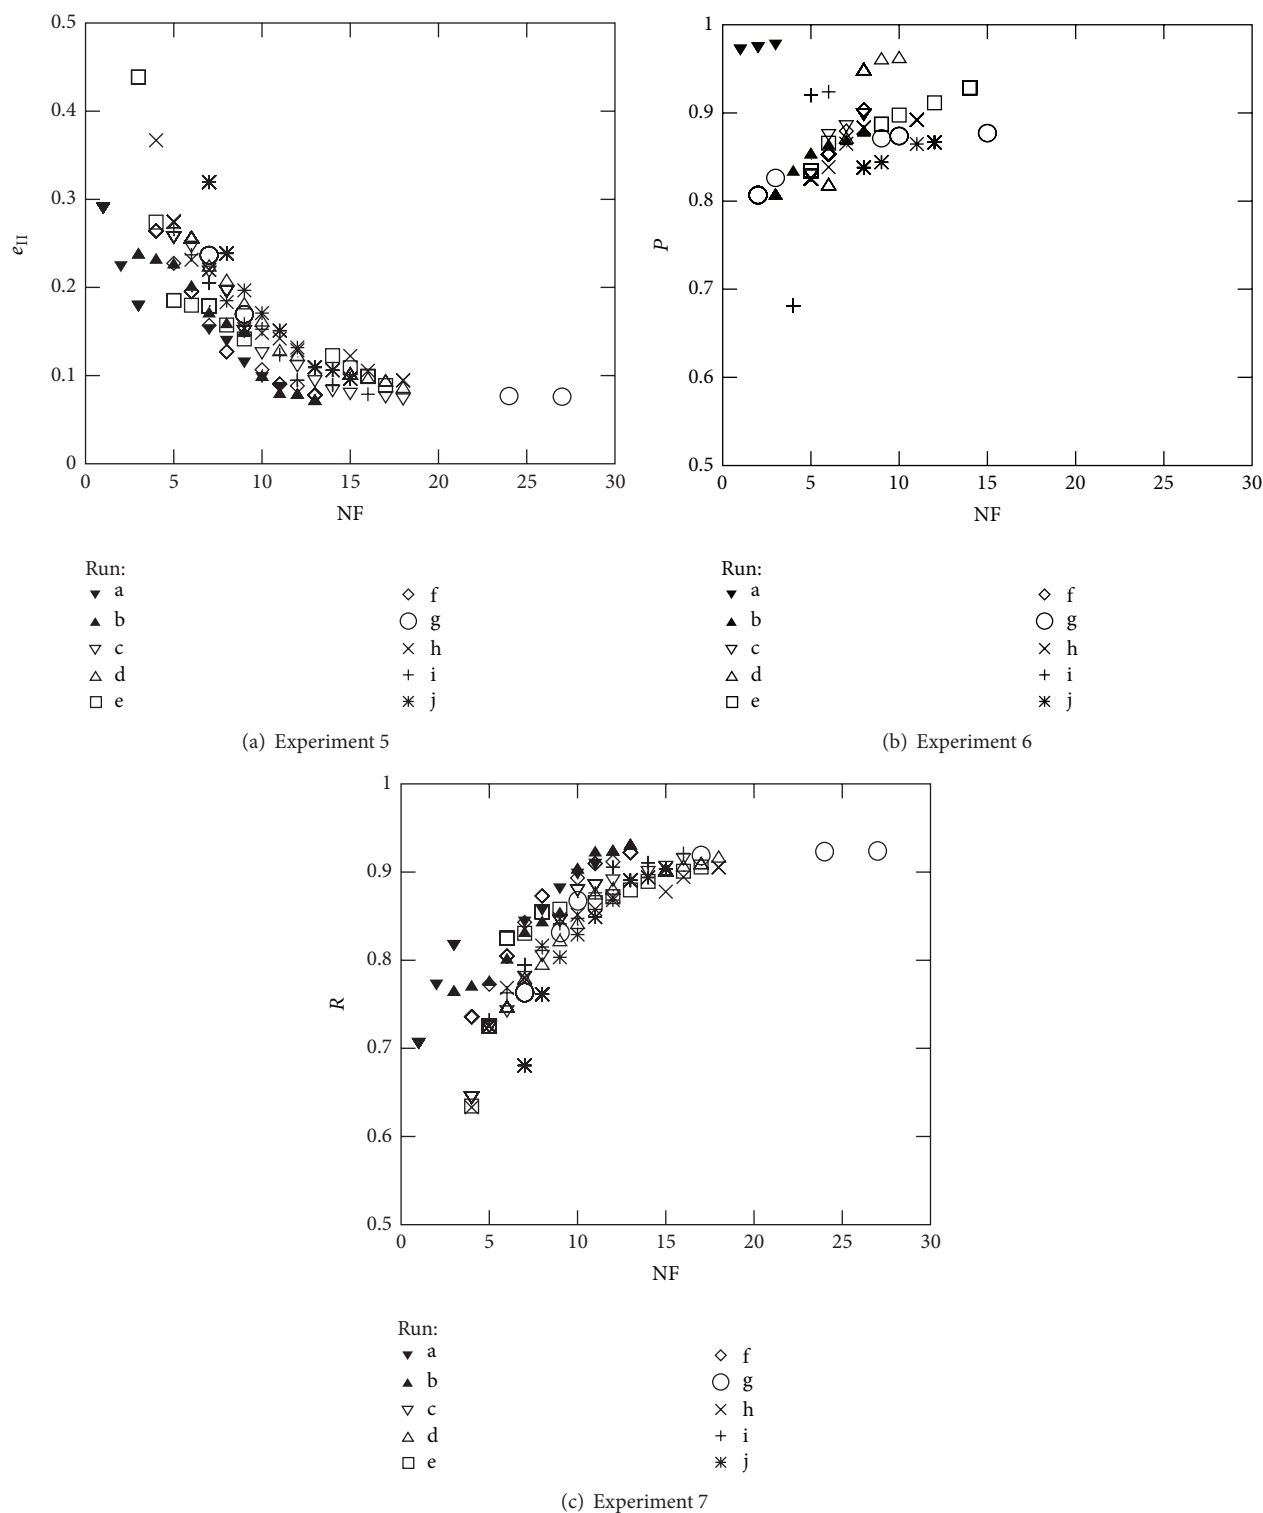 0.5
0.4
0.3
0.2
0.1
0
e_II
0 5 10 15 20 25 30
NF
Run:
a
b
c
d
e
f
g
h
i
j
(a) Experiment 5
1
0.9
0.8
0.7
0.6
0.5
P
0 5 10 15 20 25 30
NF
Run:
a
b
c
d
e
f
g
h
i
j
(b) Experiment 6
1
0.9
0.8
0.7
0.6
0.5
R
0 5 10 15 20 25 30
NF
Run:
a
b
c
d
e
f
g
h
i
j
(c) Experiment 7